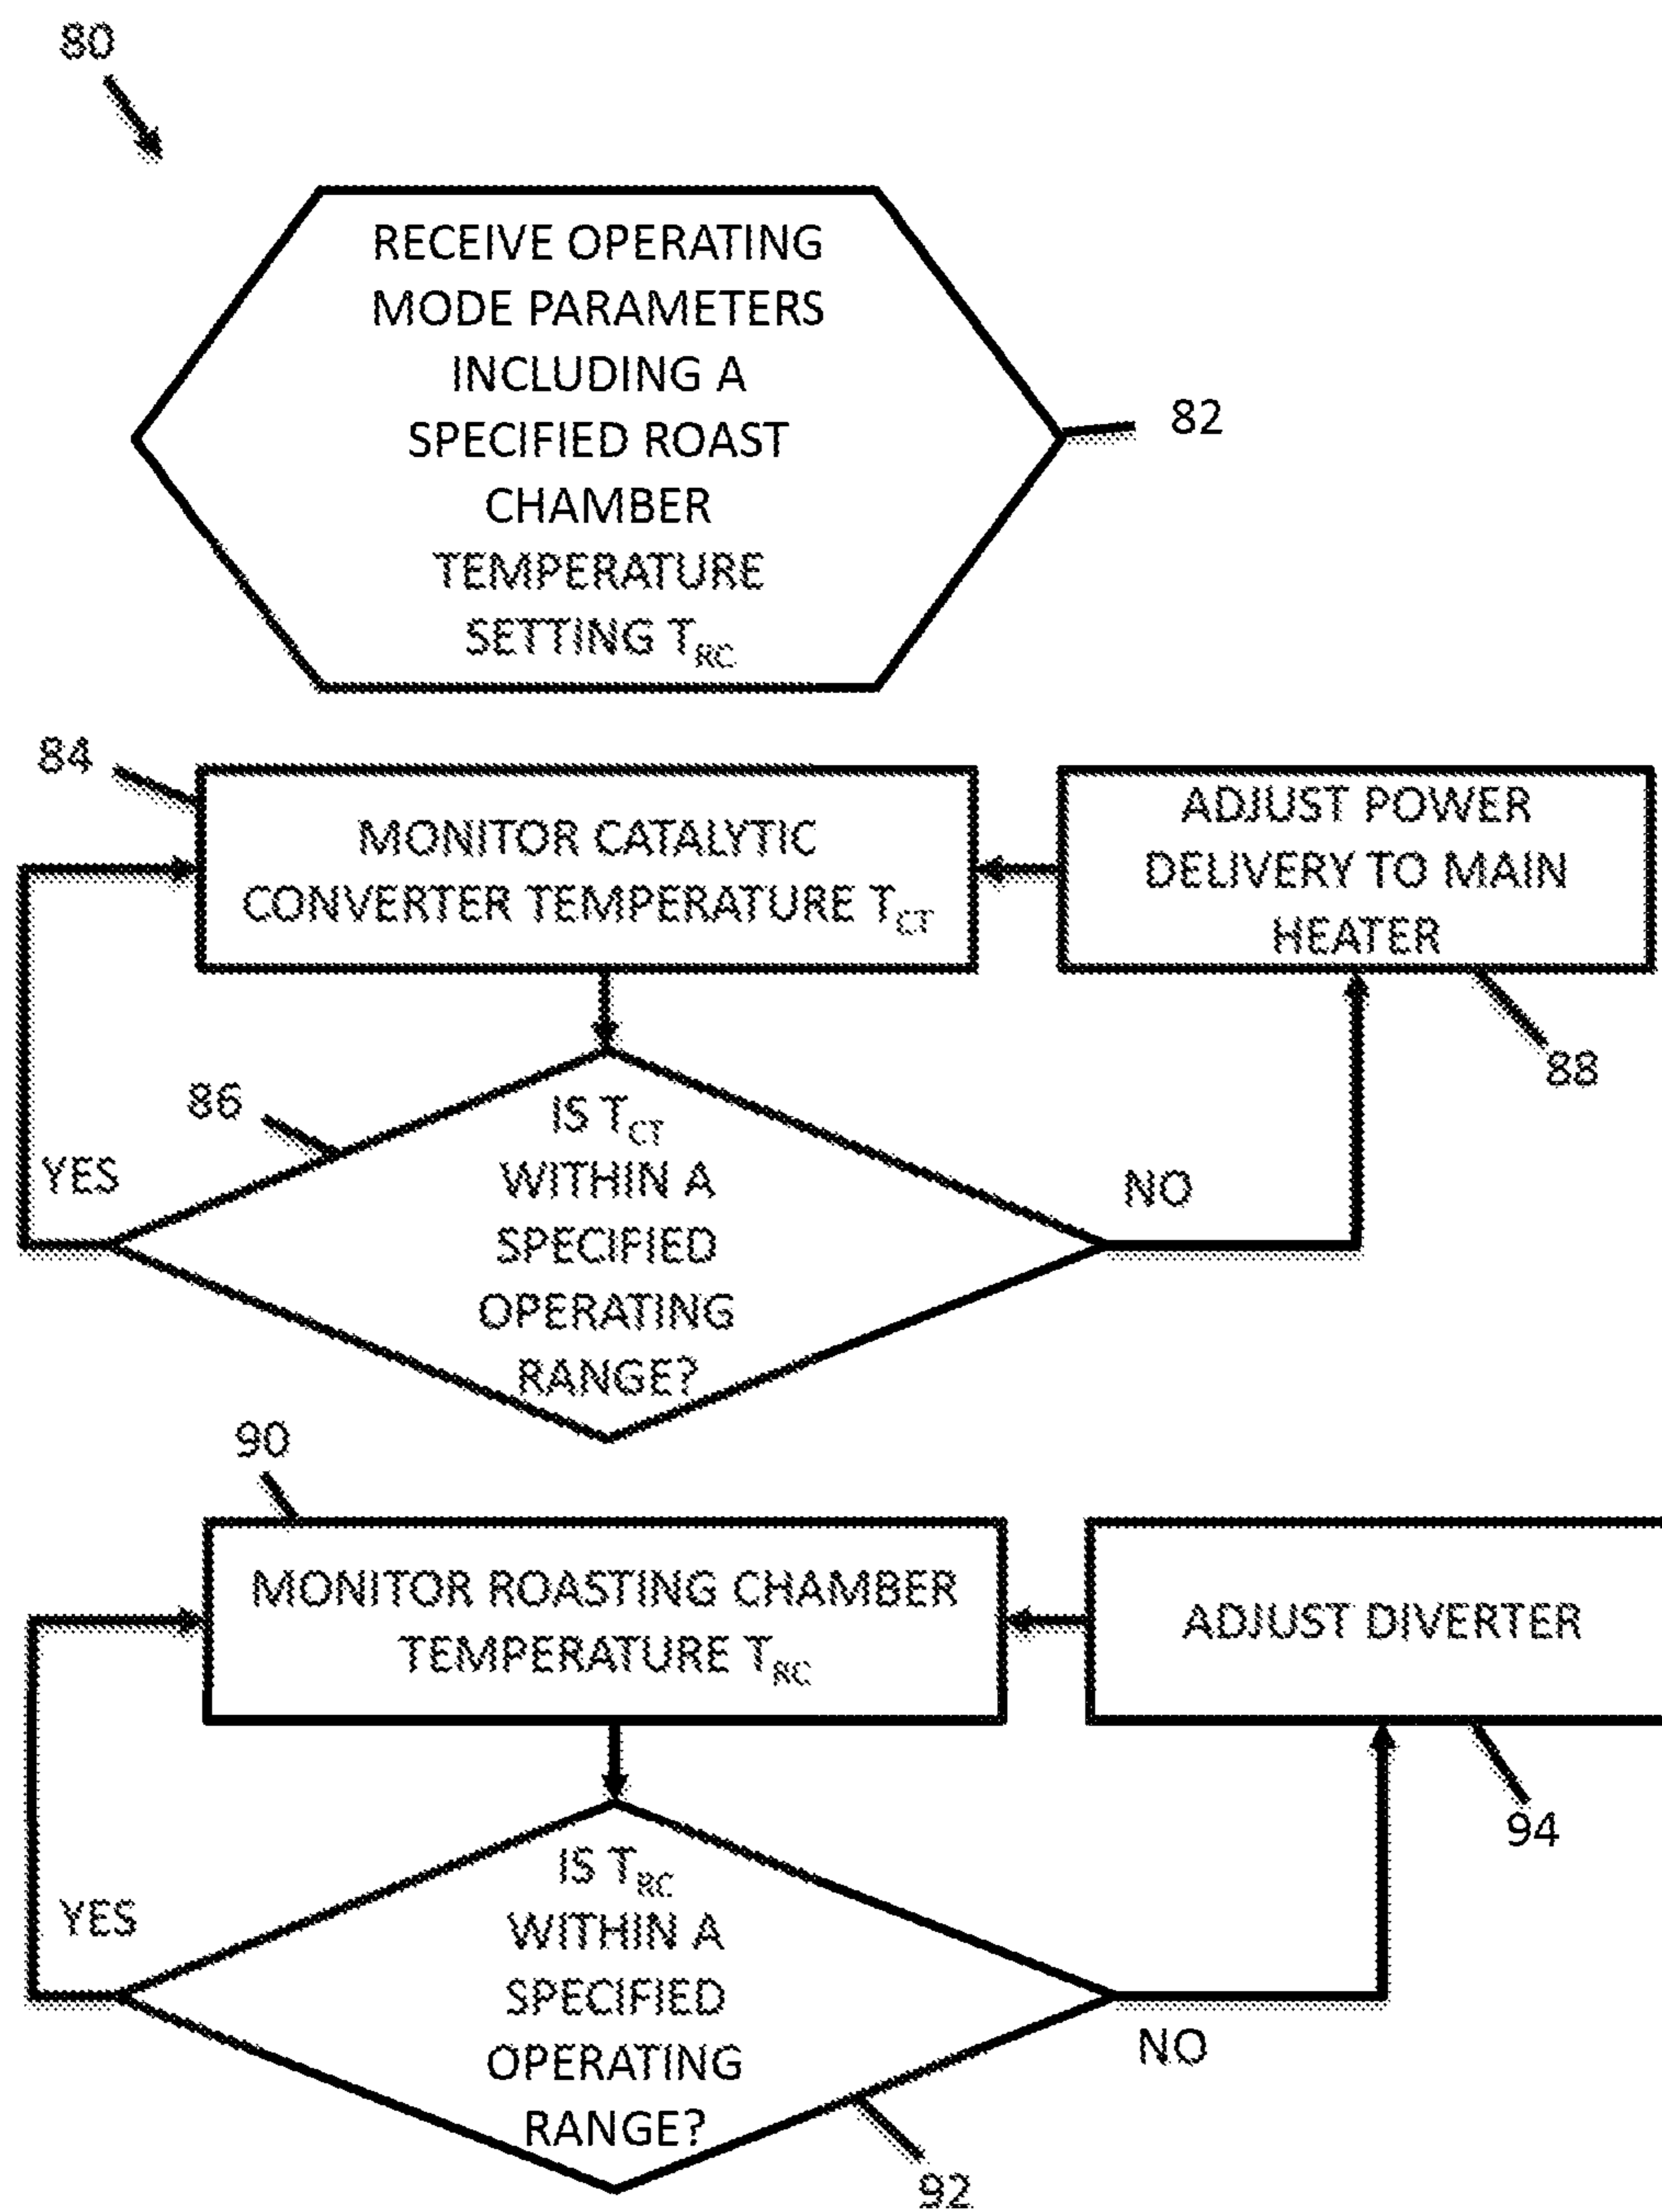 80
RECEIVE OPERATING
MODE PARAMETERS
INCLUDING A
SPECIFIED ROAST
CHAMBER
TEMPERATURE
SETTING T_RC
82
84
MONITOR CATALYTIC
CONVERTER TEMPERATURE T_CT
ADJUST POWER
DELIVERY TO MAIN
HEATER
88
86
YES
IS T_CT
WITHIN A
SPECIFIED
OPERATING
RANGE?
NO
90
MONITOR ROASTING CHAMBER
TEMPERATURE T_RC
ADJUST DIVERTER
94
YES
IS T_RC
WITHIN A
SPECIFIED
OPERATING
RANGE?
NO
92